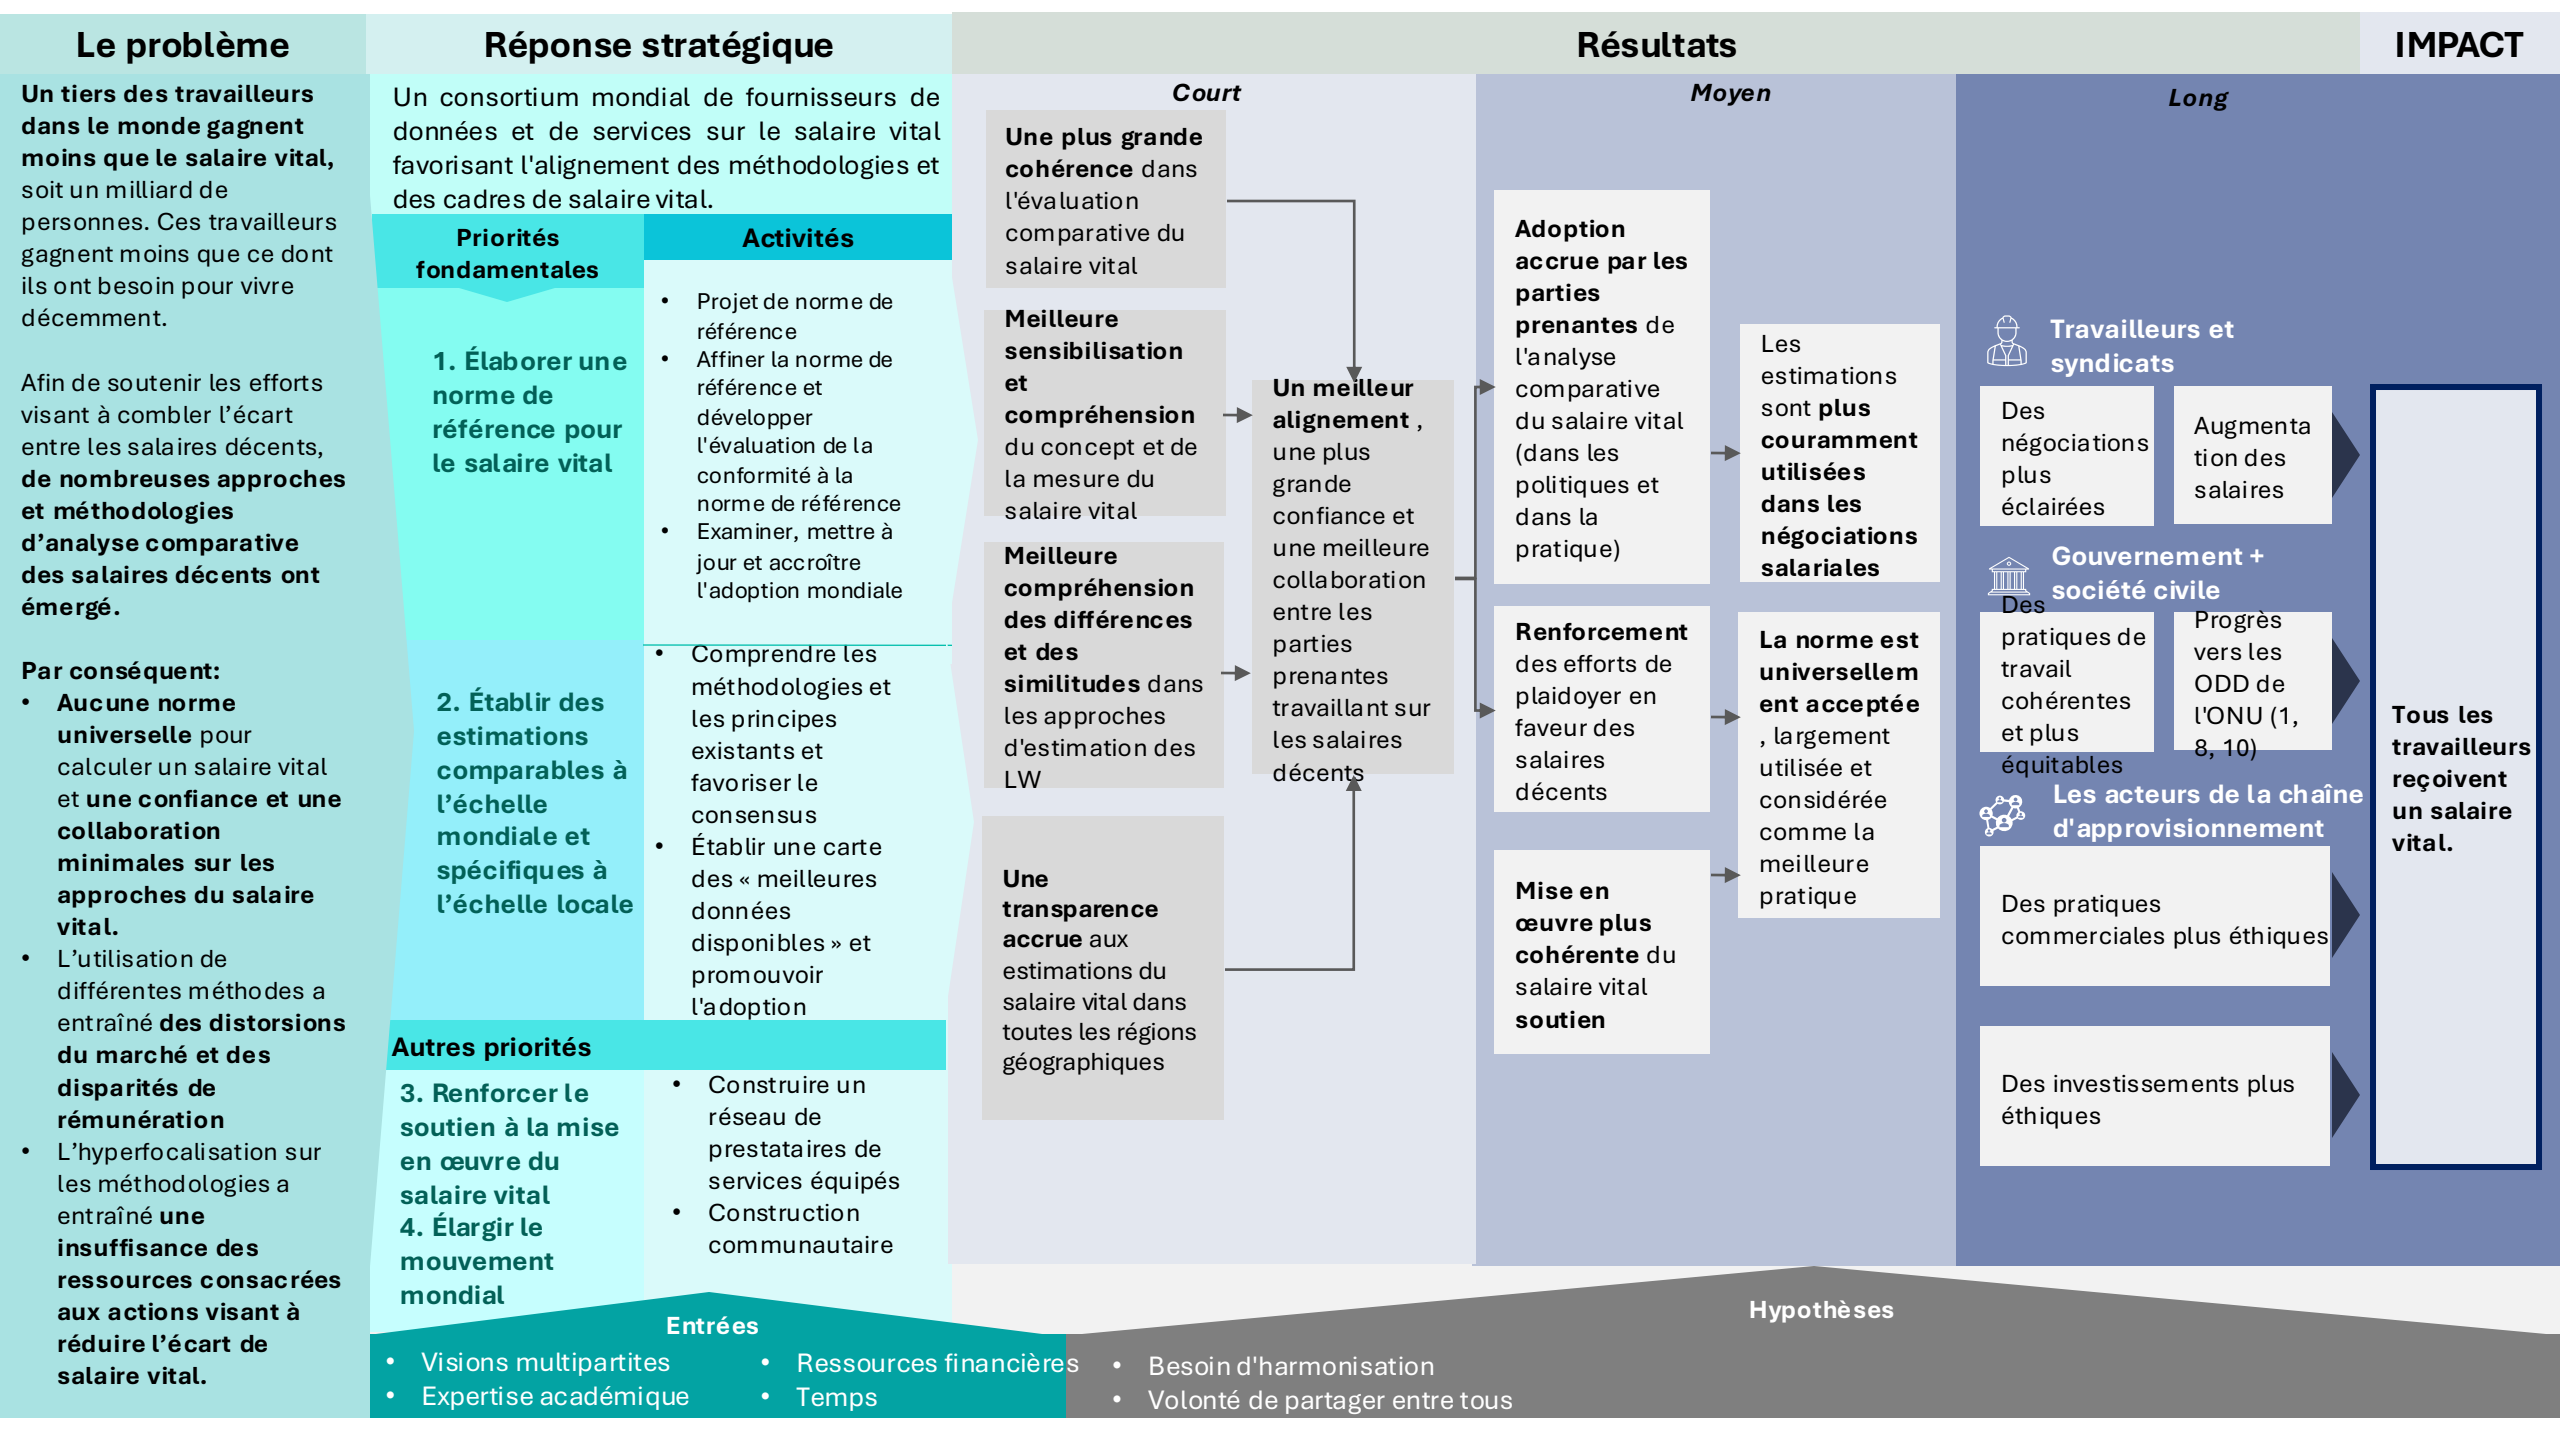 Le problème
Un tiers des travailleurs
dans le monde gagnent
moins que le salaire vital,
soit un milliard de
personnes. Ces travailleurs
gagnent moins que ce dont
ils ont besoin pour vivre
décemment.
Afin de soutenir les efforts
visant à combler l’écart
entre les salaires décents,
de nombreuses approches
et méthodologies
d’analyse comparative
des salaires décents ont
émergé.
Par conséquent:
• Aucune norme
universelle pour
calculer un salaire vital
et une confiance et une
collaboration
minimales sur les
approches du salaire
vital.
• L’utilisation de
différentes méthodes a
entraîné des distorsions
du marché et des
disparités de
rémunération
• L’hyperfocalisation sur
les méthodologies a
entraîné une
insuffisance des
ressources consacrées
aux actions visant à
réduire l’écart de
salaire vital.
Réponse stratégique
Un consortium mondial de fournisseurs de
données et de services sur le salaire vital
favorisant l'alignement des méthodologies et
des cadres de salaire vital.
Priorités
fondamentales
Activités
1. Élaborer une
norme de
référence pour
le salaire vital
• Projet de norme de
référence
• Affiner la norme de
référence et
développer
l'évaluation de la
conformité à la
norme de référence
• Examiner, mettre à
jour et accroître
l'adoption mondiale
2. Établir des
estimations
comparables à
l’échelle
mondiale et
spécifiques à
l’échelle locale
• Comprendre les
méthodologies et
les principes
existants et
favoriser le
consensus
• Établir une carte
des « meilleures
données
disponibles » et
promouvoir
l'adoption
Autres priorités
3. Renforcer le
soutien à la mise
en œuvre du
salaire vital
4. Élargir le
mouvement
mondial
• Construire un
réseau de
prestataires de
services équipés
• Construction
communautaire
Entrées
• Visions multipartites
• Expertise académique
• Ressources financières
• Temps
Résultats
Court
Une plus grande
cohérence dans
l'évaluation
comparative du
salaire vital
Meilleure
sensibilisation
et
compréhension
du concept et de
la mesure du
salaire vital
Meilleure
compréhension
des différences
et des
similitudes dans
les approches
d'estimation des
LW
Une
transparence
accrue aux
estimations du
salaire vital dans
toutes les régions
géographiques
Un meilleur
alignement ,
une plus
grande
confiance et
une meilleure
collaboration
entre les
parties
prenantes
travaillant sur
les salaires
décents
Moyen
Adoption
accrue par les
parties
prenantes de
l'analyse
comparative
du salaire vital
(dans les
politiques et
dans la
pratique)
Renforcement
des efforts de
plaidoyer en
faveur des
salaires
décents
Mise en
œuvre plus
cohérente du
salaire vital
soutien
Les
estimations
sont plus
couramment
utilisées
dans les
négociations
salariales
La norme est
universellem
ent acceptée
, largement
utilisée et
considérée
comme la
meilleure
pratique
Long
Travailleurs et
syndicats
Des
négociations
plus
éclairées
Augmenta
tion des
salaires
Gouvernement +
société civile
Des
pratiques de
travail
cohérentes
et plus
équitables
Progrès
vers les
ODD de
l'ONU (1,
8, 10)
Les acteurs de la chaîne
d'approvisionnement
Des pratiques
commerciales plus éthiques
Des investissements plus
éthiques
IMPACT
Tous les
travailleurs
reçoivent
un salaire
vital.
Hypothèses
• Besoin d'harmonisation
• Volonté de partager entre tous